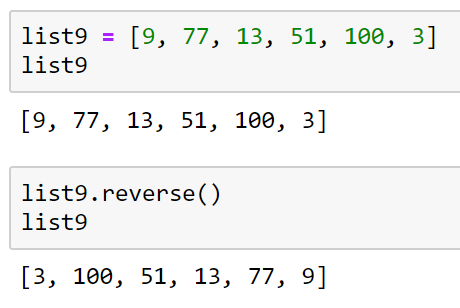 list9 = [9, 77, 13, 51, 100, 3]
list9
[9, 77, 13, 51, 100, 3]
list9.reverse()
list9
[3, 100, 51, 13, 77, 9]